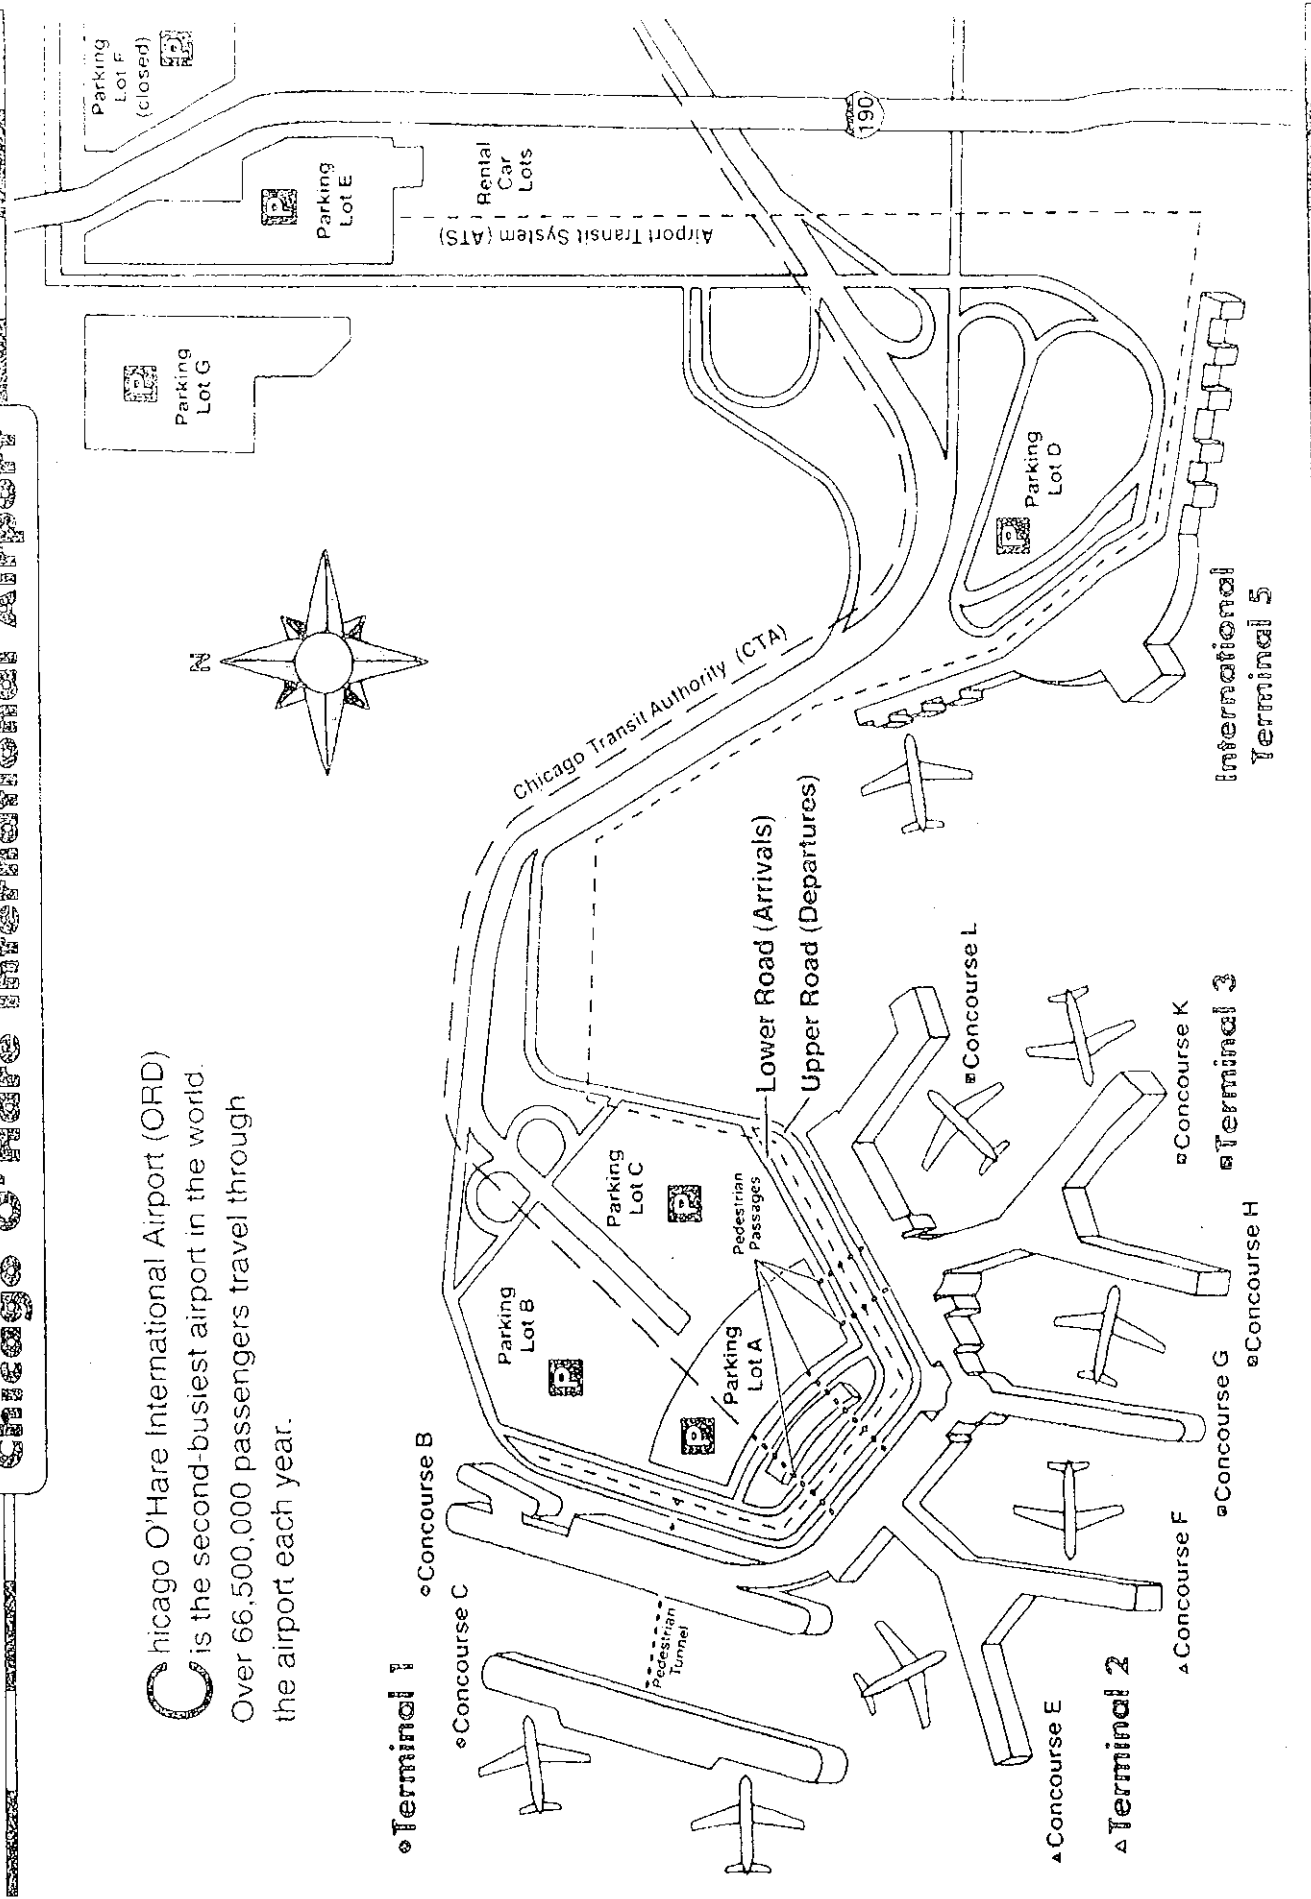 Chicago O'Hare International Airport
Chicago O'Hare International Airport (ORD)
is the second-busiest airport in the world.
Over 66,500,000 passengers travel through
the airport each year.
N
Parking
Lot F
(closed)
P
P
Parking
Lot E
Rental
Car
Lots
190
Airport Transit System (ATS)
P
Parking
Lot G
Chicago Transit Authority (CTA)
P
Parking
Lot D
International
Terminal 5
Lower Road (Arrivals)
Upper Road (Departures)
Parking
Lot C
P
Pedestrian
Passages
Parking
Lot B
P
P
Parking
Lot A
Terminal 1
Concourse B
Concourse C
Pedestrian
Tunnel
Terminal 2
Concourse E
Concourse F
Concourse G
Concourse H
Concourse K
Concourse L
Terminal 3